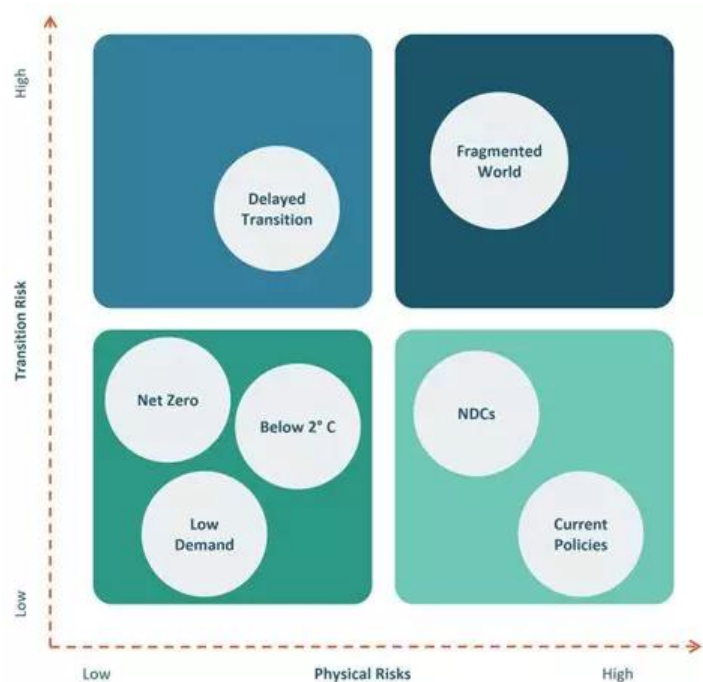 High
Fragmented
World
Delayed
Transition
Transition Risk
Net Zero
Below 2° C
NDCs
Low
Demand
Current
Policies
Low
Low
Physical Risks
High